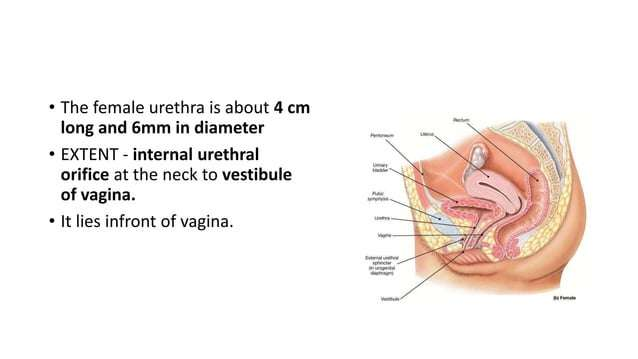 • The female urethra is about 4 cm
long and 6mm in diameter
• EXTENT - internal urethral
orifice at the neck to vestibule
of vagina.
• It lies infront of vagina.
Rectum
Peritoneum
Uterus
Urinary
bladder
Pubic
symphysis
Urethra
Vagina
External urethral
sphincter
(in urogenital
diaphragm)
Vestibule
(b) Female